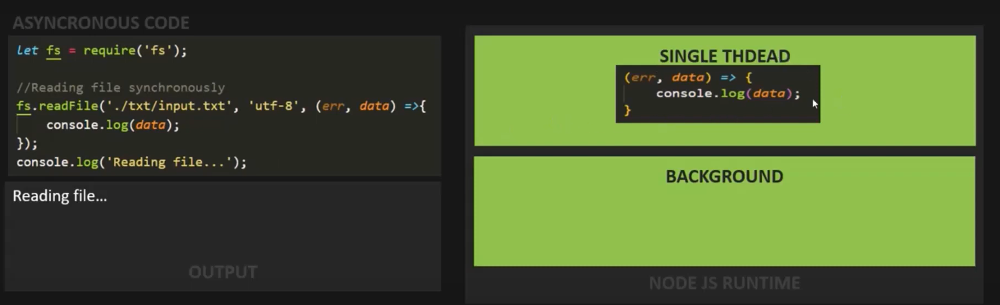 ASYNCRONOUS CODE
let fs = require('fs');
//Reading file synchronously
fs.readFile('./txt/input.txt', 'utf-8', (err, data) =>{
    console.log(data);
});
console.log('Reading file...');
Reading file...
OUTPUT
SINGLE THDEAD
(err, data) => {
    console.log(data);
}
BACKGROUND
NODE JS RUNTIME